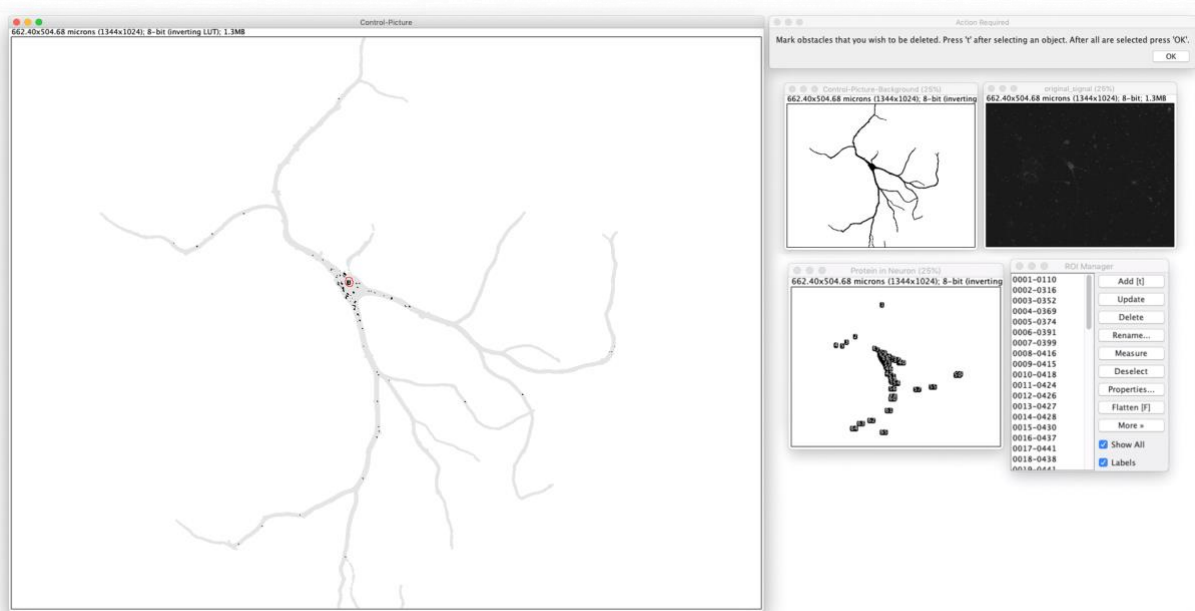 Control-Picture
662.40x504.68 microns (1344x1024); 8-bit (inverting LUT); 1.3MB
Action Required
Mark obstacles that you wish to be deleted. Press 't' after selecting an object. After all are selected press 'OK'.
OK
Control-Picture-Background (25%)
662.40x504.68 microns (1344x1024); 8-bit (inverting
original_ognal (25%)
662.40x504.68 microns (1344x1024); 8-bit; 1.3MB
Protein in Neuron (25%)
662.40x504.68 microns (1344x1024); 8-bit (inverting
ROI Manager
0001-0110
0002-0316
0003-0352
0004-0369
0005-0374
0006-0391
0007-0399
0008-0416
0009-0415
0010-0418
0011-0424
0012-0426
0013-0427
0014-0428
0015-0430
0016-0437
0017-0441
0018-0438
0019-0441
Add [t]
Update
Delete
Rename...
Measure
Deselect
Properties...
Flatten [F]
More »
Show All
Labels